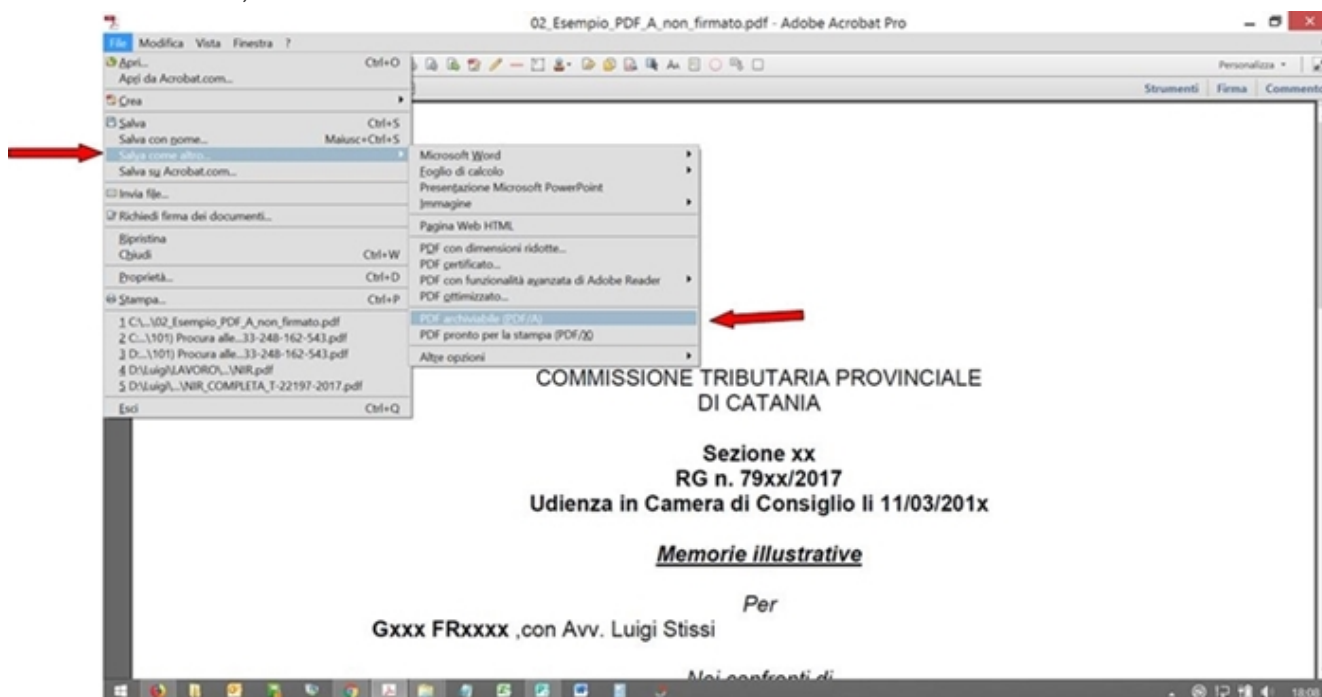 02_Esempio_PDF_A_non_firmato.pdf - Adobe Acrobat Pro
File Modifica Vista Finestra ?
Personalizza
Strumenti Firma Commento
Apri... Ctrl+O
Apri da Acrobat.com...
Crea
Salva Ctrl+S
Salva con nome... Maiusc+Ctrl+S
Salva come altro...
Salva su Acrobat.com...
Invia file...
Richiedi firma dei documenti...
Ripristina
Chiudi Ctrl+W
Proprietà... Ctrl+D
Stampa... Ctrl+P
1 C:\...\02_Esempio_PDF_A_non_firmato.pdf
2 C:...\101) Procura alle...33-248-162-543.pdf
3 D:...\101) Procura alle...33-248-162-543.pdf
4 D:\Luigi\LAVORO\...\NIR.pdf
5 D:\Luigi\...\NIR_COMPLETA_T-22197-2017.pdf
Esci Ctrl+Q
Microsoft Word
Foglio di calcolo
Presentazione Microsoft PowerPoint
Immagine
Pagina Web HTML
PDF con dimensioni ridotte...
PDF certificato...
PDF con funzionalità avanzata di Adobe Reader
PDF ottimizzato...
PDF archiviabile (PDF/A)
PDF pronto per la stampa (PDF/X)
Altre opzioni
COMMISSIONE TRIBUTARIA PROVINCIALE
DI CATANIA
Sezione xx
RG n. 79xx/2017
Udienza in Camera di Consiglio li 11/03/201x
Memorie illustrative
Per
Gxxx FRxxxx ,con Avv. Luigi Stissi
Nei confronti di
18:08